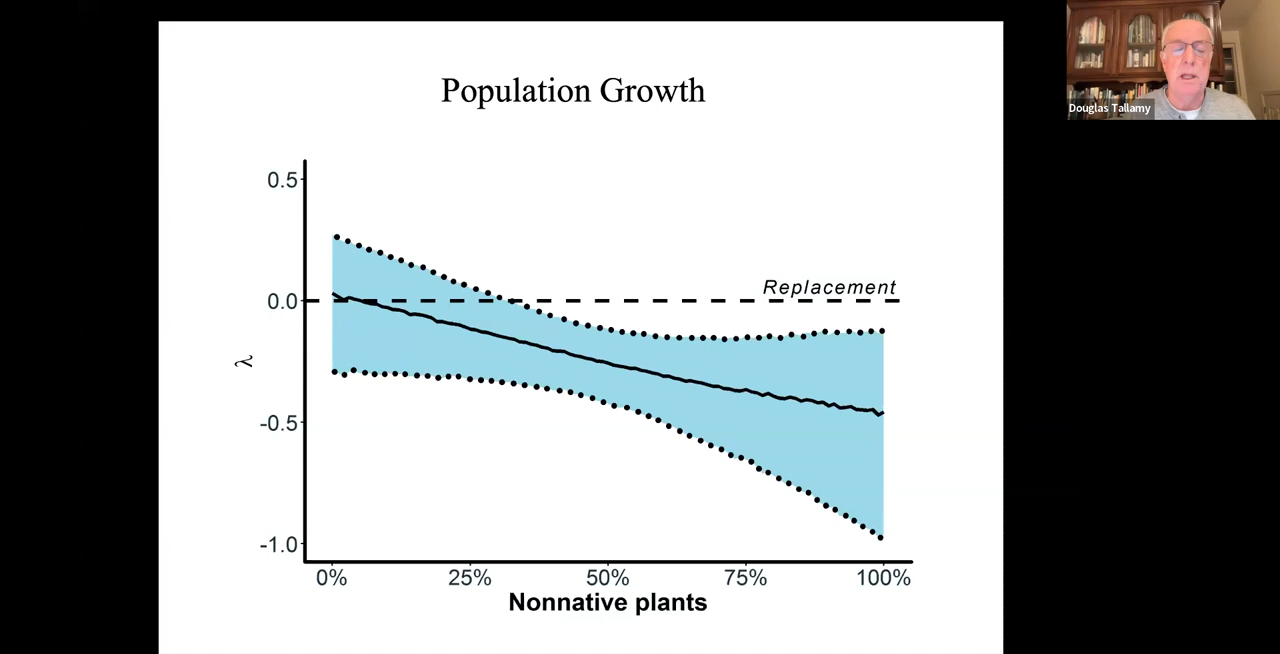 Population Growth
Douglas Tallamy
0.5
Replacement
0.0
λ
-0.5
-1.0
0% 25% 50% 75% 100%
Nonnative plants